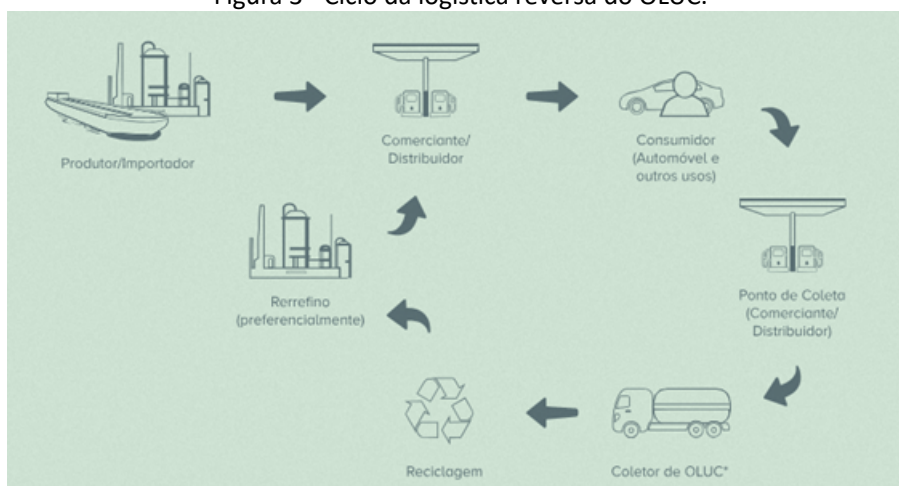 Figura 3 - Ciclo da logística reversa do OLUC.
Produtor/Importador
Comerciante/
Distribuidor
Consumidor
(Automóvel e
outros usos)
Rerrefino
(preferencialmente)
Ponto de Coleta
(Comerciante/
Distribuidor)
Reciclagem
Coletor de OLUC*